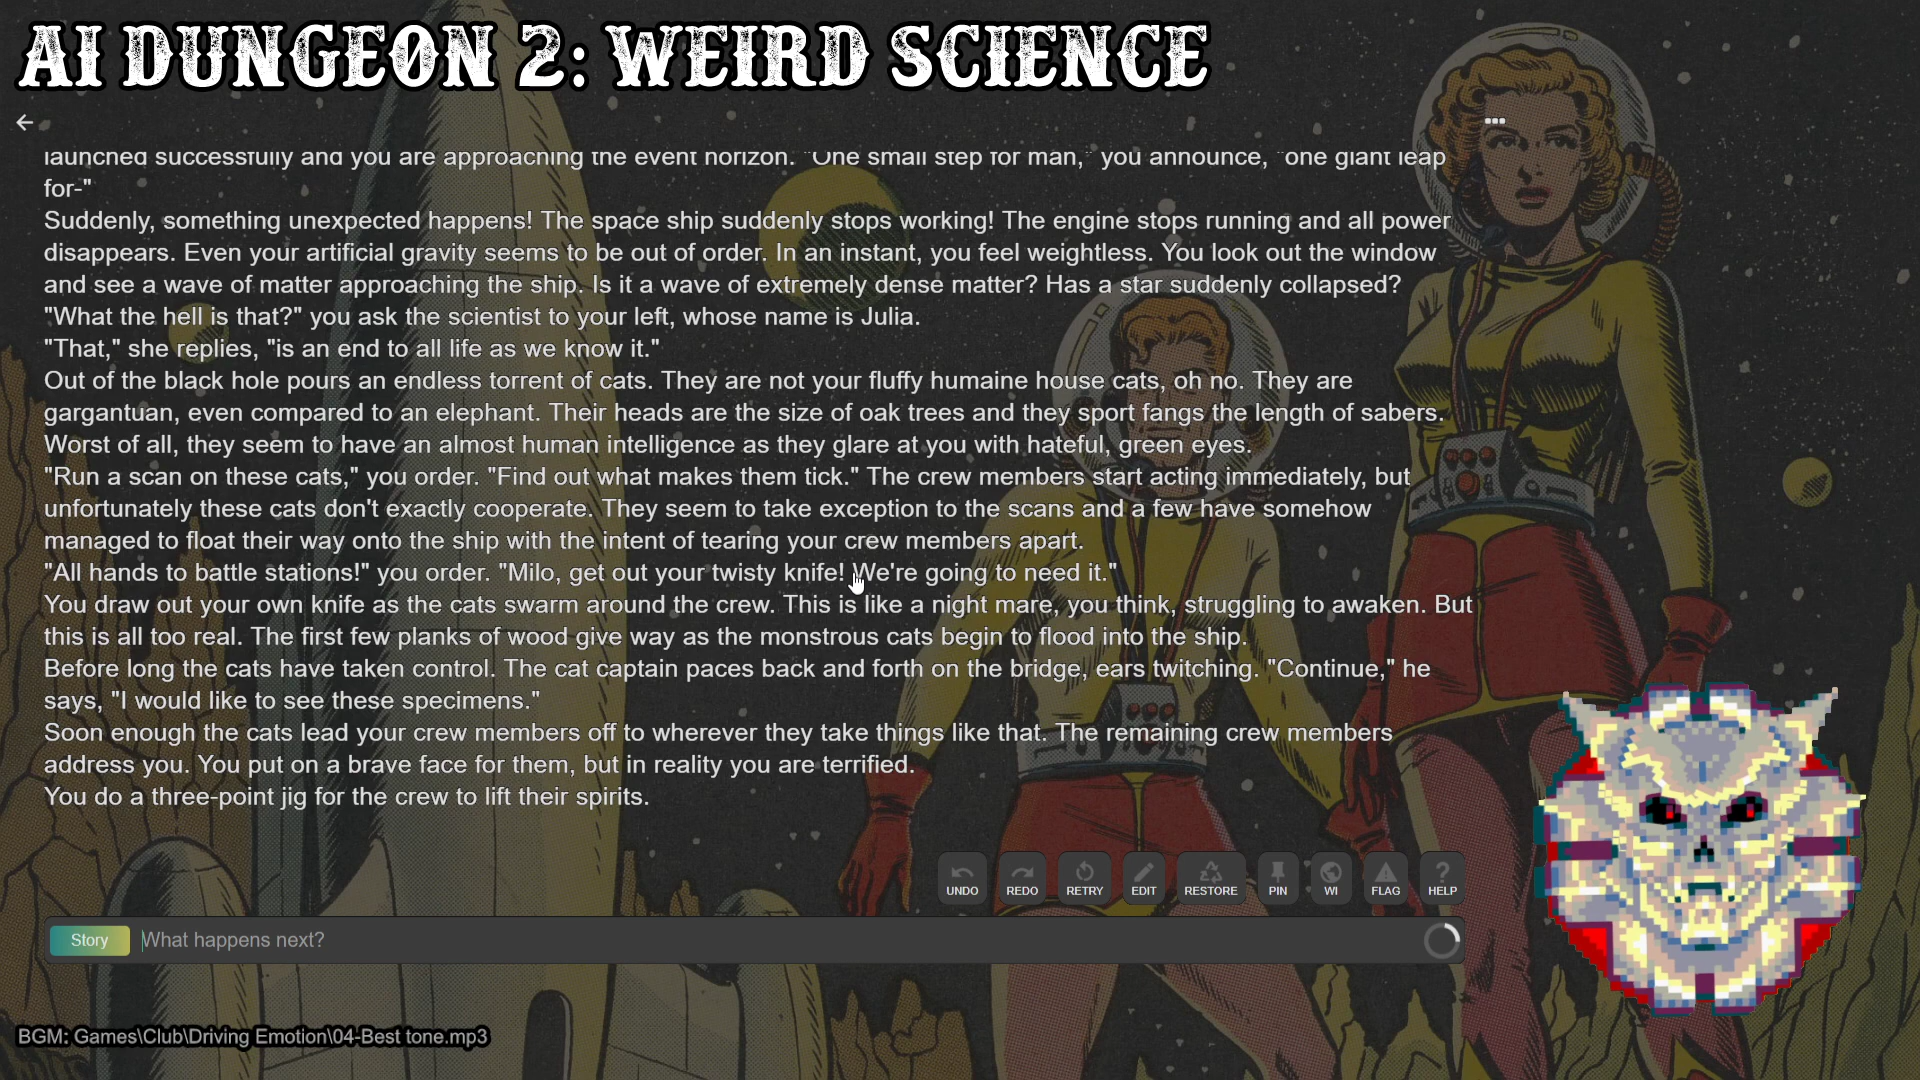 AI DUNGEON 2: WEIRD SCIENCE
launched successfully and you are approaching the event horizon. "One small step for man," you announce, "one giant leap
for-"
Suddenly, something unexpected happens! The space ship suddenly stops working! The engine stops running and all power
disappears. Even your artificial gravity seems to be out of order. In an instant, you feel weightless. You look out the window
and see a wave of matter approaching the ship. Is it a wave of extremely dense matter? Has a star suddenly collapsed?
"What the hell is that?" you ask the scientist to your left, whose name is Julia.
"That," she replies, "is an end to all life as we know it."
Out of the black hole pours an endless torrent of cats. They are not your fluffy humaine house cats, oh no. They are
gargantuan, even compared to an elephant. Their heads are the size of oak trees and they sport fangs the length of sabers.
Worst of all, they seem to have an almost human intelligence as they glare at you with hateful, green eyes.
"Run a scan on these cats," you order. "Find out what makes them tick." The crew members start acting immediately, but
unfortunately these cats don't exactly cooperate. They seem to take exception to the scans and a few have somehow
managed to float their way onto the ship with the intent of tearing your crew members apart.
"All hands to battle stations!" you order. "Milo, get out your twisty knife! We're going to need it."
You draw out your own knife as the cats swarm around the crew. This is like a night mare, you think, struggling to awaken. But
this is all too real. The first few planks of wood give way as the monstrous cats begin to flood into the ship.
Before long the cats have taken control. The cat captain paces back and forth on the bridge, ears twitching. "Continue," he
says, "I would like to see these specimens."
Soon enough the cats lead your crew members off to wherever they take things like that. The remaining crew members
address you. You put on a brave face for them, but in reality you are terrified.
You do a three-point jig for the crew to lift their spirits.
UNDO REDO RETRY EDIT RESTORE PIN WI FLAG HELP
Story What happens next?
BGM: Games\Club\Driving Emotion\04-Best tone.mp3